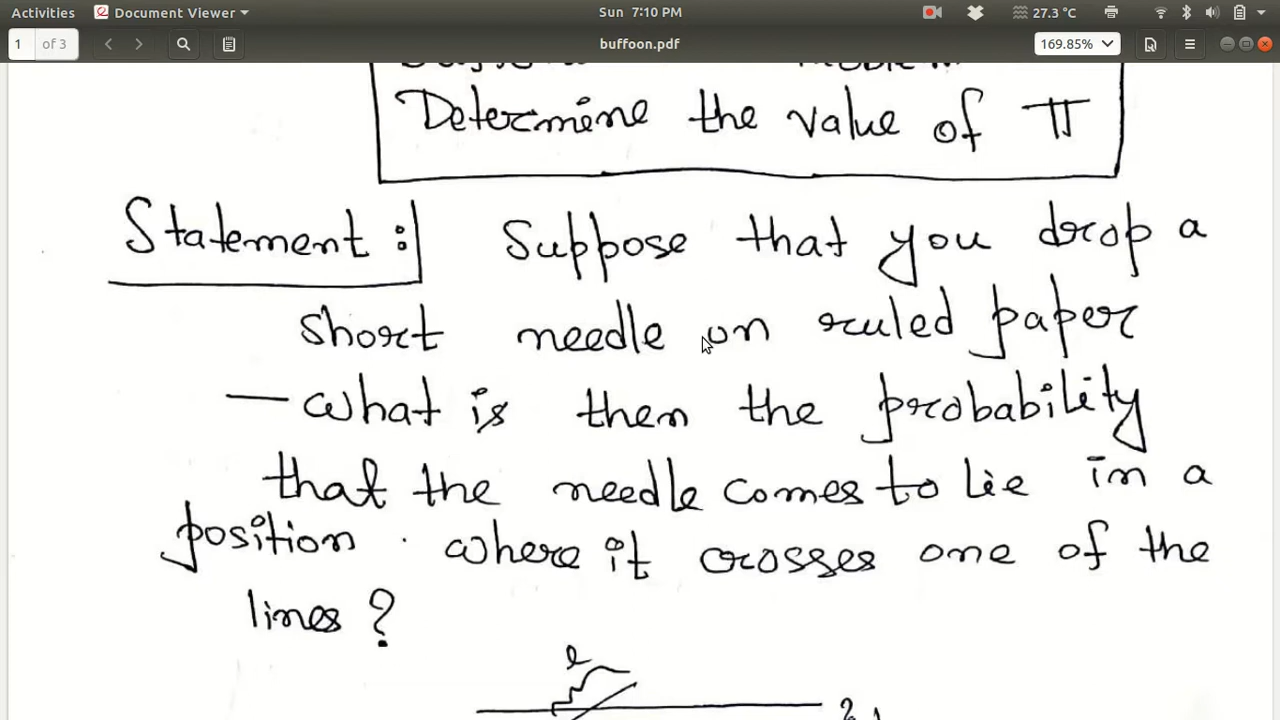 Activities Document Viewer Sun 7:10 PM 27.3 °C
1 of 3 buffoon.pdf 169.85%
Determine the value of π
Statement : Suppose that you drop a
short needle on ruled paper
— what is then the probability
that the needle comes to lie in a
position where it crosses one of the
lines ?
l